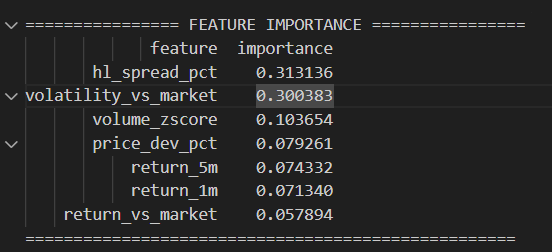 ================ FEATURE IMPORTANCE ================
feature importance
hl_spread_pct 0.313136
volatility_vs_market 0.300383
volume_zscore 0.103654
price_dev_pct 0.079261
return_5m 0.074332
return_1m 0.071340
return_vs_market 0.057894
===================================================